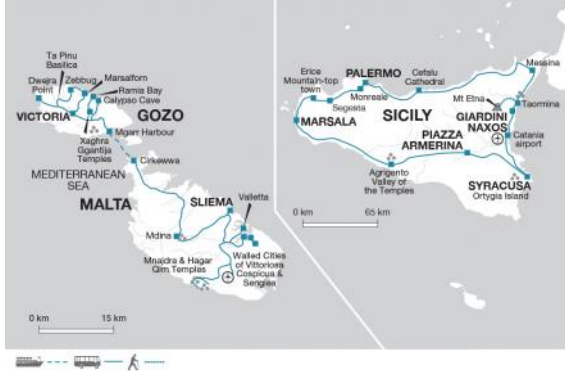 Ta Pinu
Basilica
Dwejra
Point
Zebbug
Marsalforn
Ramla Bay
Calypso Cave
VICTORIA
GOZO
Xaghra
Ggantija
Temples
Mgarr Harbour
Cirkewwa
MEDITERRANEAN
SEA
MALTA
SLIEMA
Valletta
Mdina
Mnajdra & Hagar
Qim Temples
Walled Cities
of Vittoriosa
Cospicua &
Senglea
0 km
15 km
Erice
Mountain-top
town
PALERMO
Cefalu
Cathedral
Messina
Monreale
Segesta
Mt Etna
Taormina
MARSALA
SICILY
GIARDINI
NAXOS
PIAZZA
ARMERINA
Catania
airport
Agrigento
Valley of
the Temples
SYRACUSA
Ortygia Island
0 km
65 km